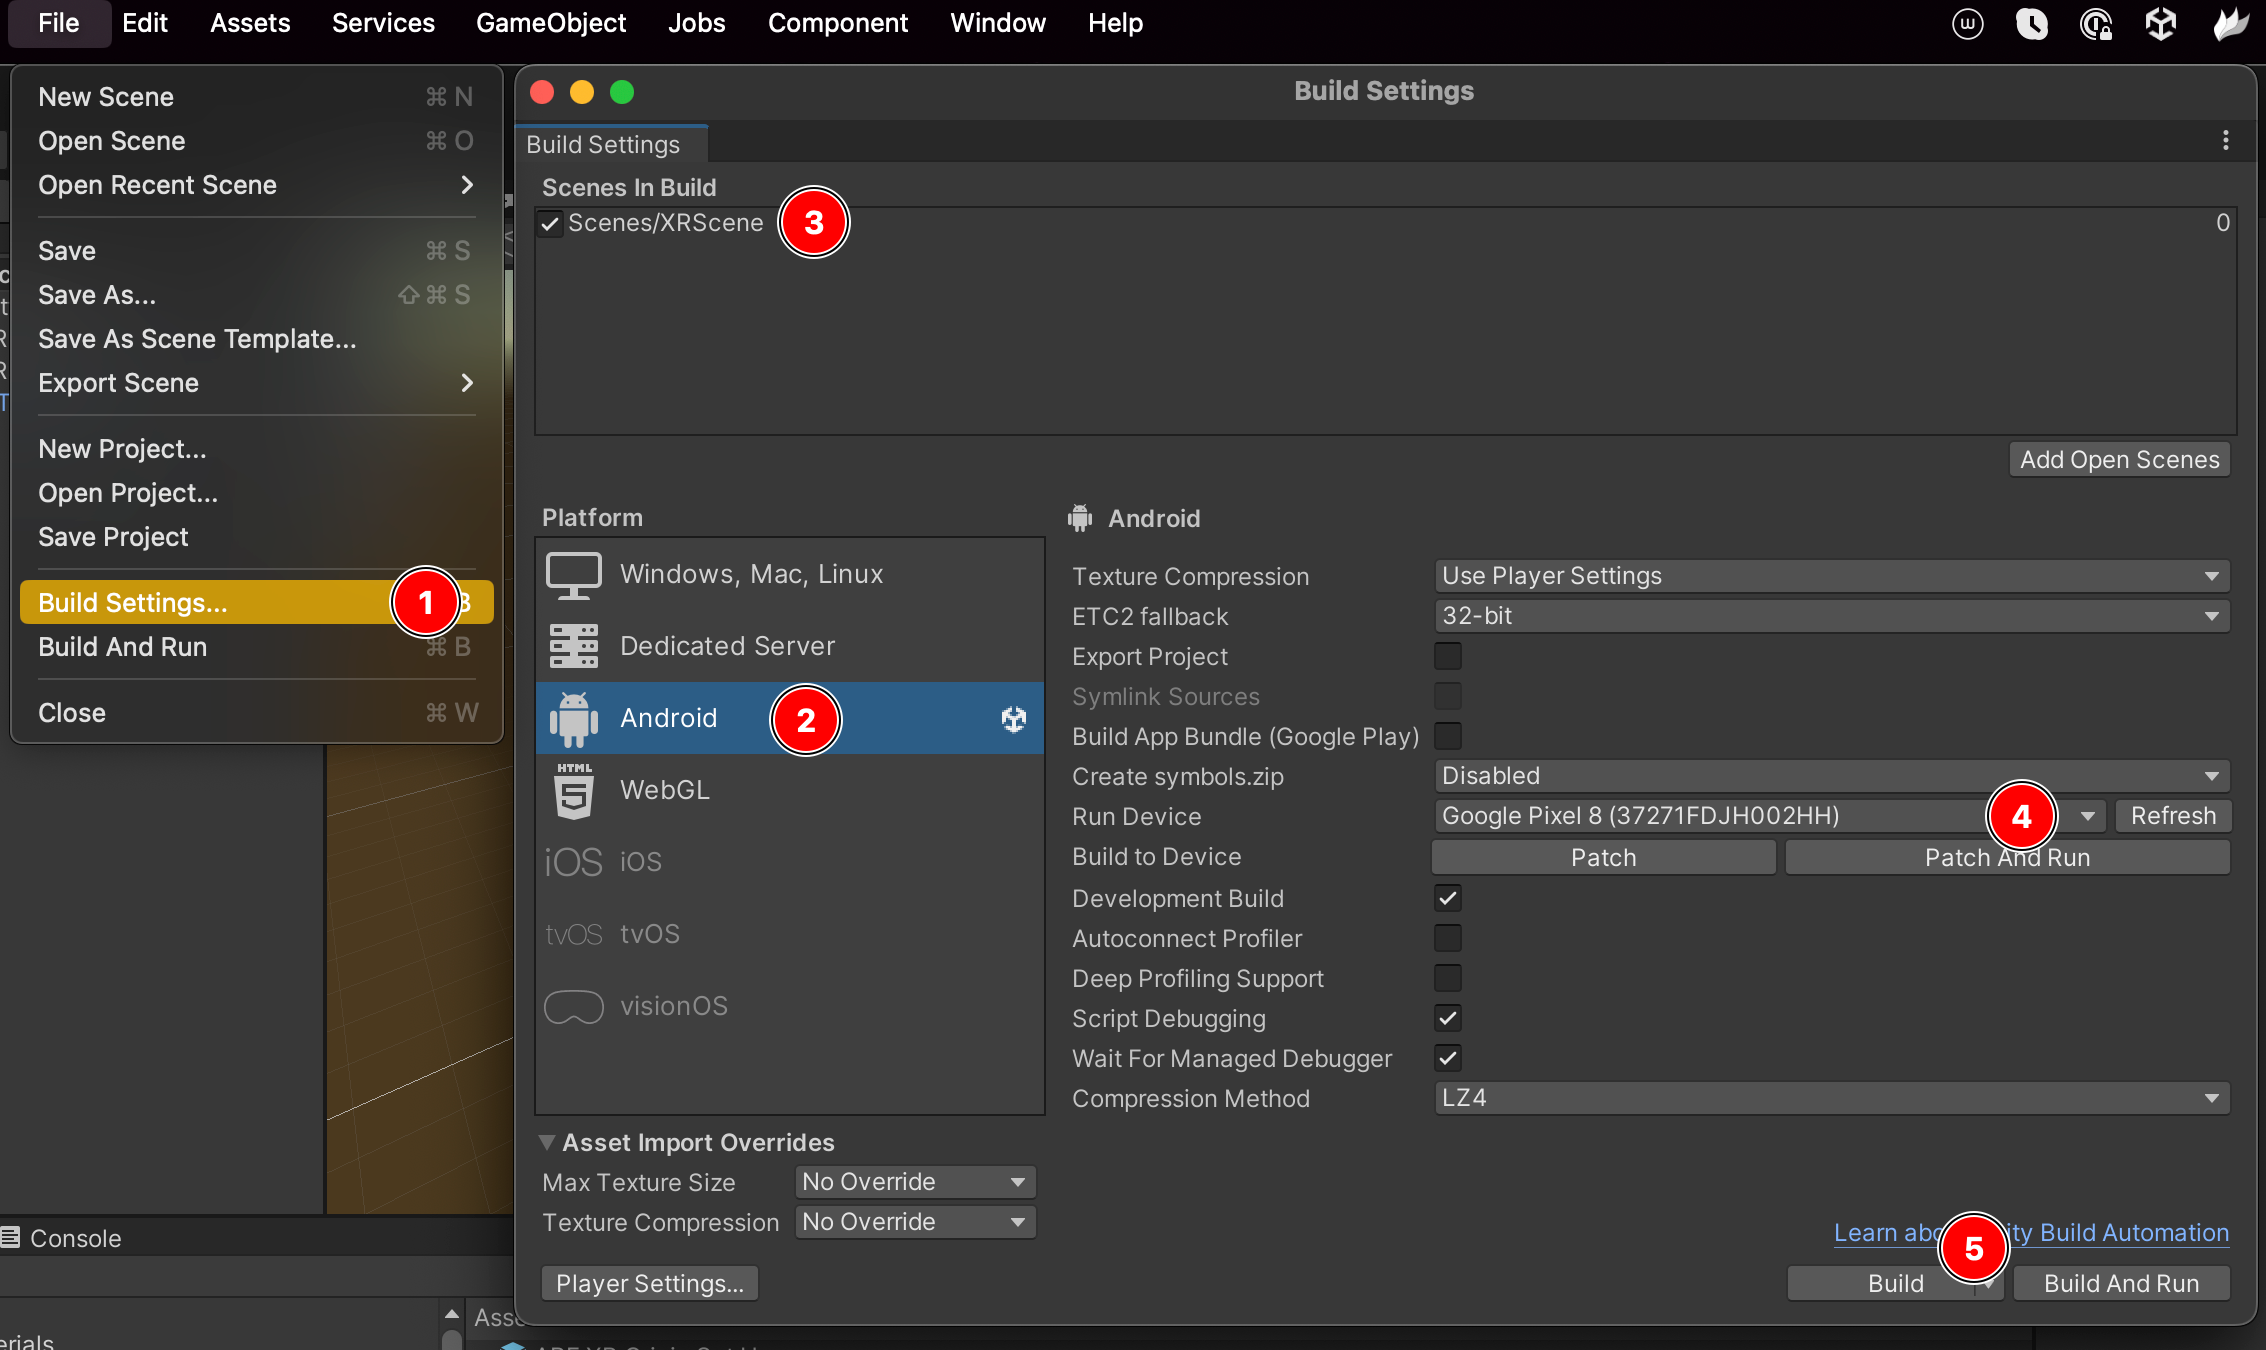 File Edit Assets Services GameObject Jobs Component Window Help
New Scene ⌘ N
Open Scene ⌘ O
Open Recent Scene
Save ⌘ S
Save As... ⇧ ⌘ S
Save As Scene Template...
Export Scene
New Project...
Open Project...
Save Project
Build Settings... 1 B
Build And Run ⌘ B
Close ⌘ W
Build Settings
Build Settings
Scenes In Build
Scenes/XRScene 3 0
Add Open Scenes
Platform
Windows, Mac, Linux
Dedicated Server
Android 2
HTML 5 WebGL
iOS iOS
tvOS tvOS
visionOS
Android
Texture Compression Use Player Settings
ETC2 fallback 32-bit
Export Project
Symlink Sources
Build App Bundle (Google Play)
Create symbols.zip Disabled
Run Device Google Pixel 8 (37271FDJH002HH) 4 Refresh
Build to Device Patch Patch And Run
Development Build
Autoconnect Profiler
Deep Profiling Support
Script Debugging
Wait For Managed Debugger
Compression Method LZ4
Asset Import Overrides
Max Texture Size No Override
Texture Compression No Override
Learn abo 5 ity Build Automation
Player Settings... Build Build And Run
Console
Asse
erials